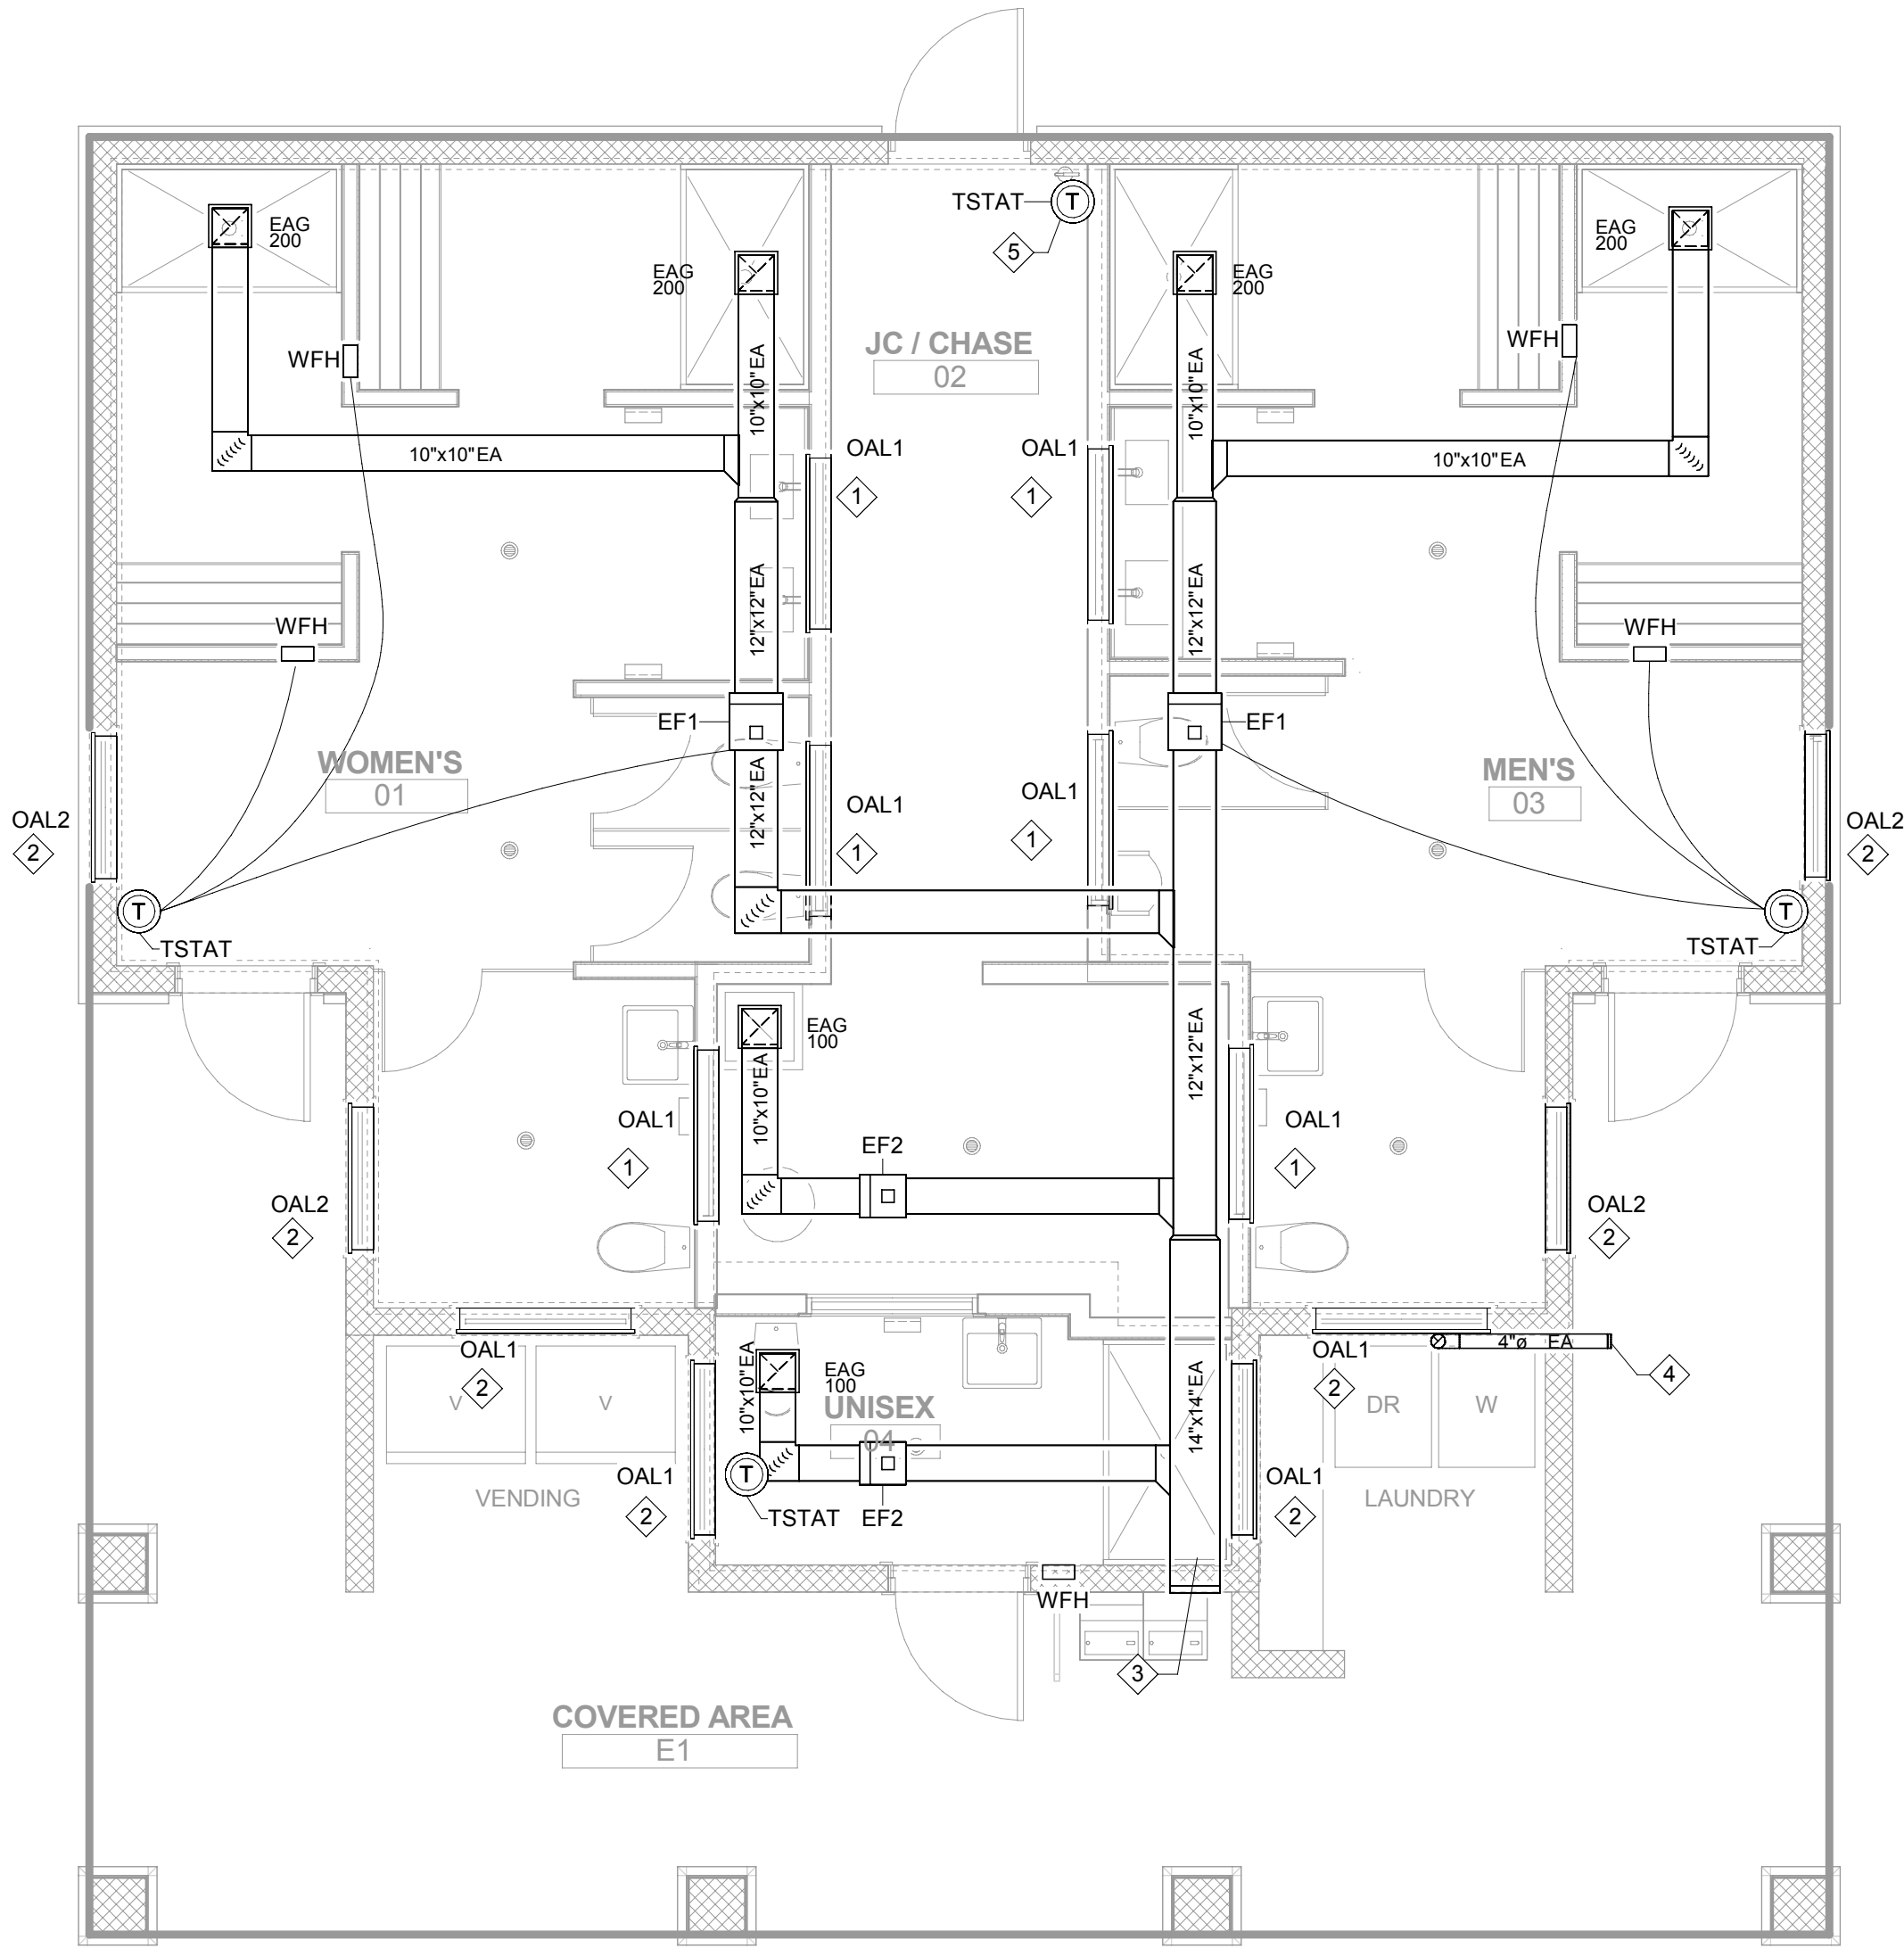 TSTAT
T
5
EAG
200
EAG
200
EAG
200
EAG
200
JC / CHASE
02
WFH
WFH
10"x10"EA
10"x10"EA
10"x10"EA
10"x10"EA
OAL1
1
OAL1
1
12"x12"EA
12"x12"EA
WFH
WFH
EF1
EF1
WOMEN'S
01
MEN'S
03
12"x12"EA
OAL1
1
OAL1
1
OAL2
2
OAL2
2
T
TSTAT
T
TSTAT
EAG
100
12"x12"EA
10"x10"EA
OAL1
1
OAL1
1
EF2
OAL2
2
OAL2
2
OAL1
2
V
V
VENDING
10"x10"EA
EAG
100
UNISEX
04
14"x14"EA
OAL1
2
4"ø EA
4
DR
W
LAUNDRY
OAL1
2
T
TSTAT
EF2
OAL1
2
WFH
3
COVERED AREA
E1